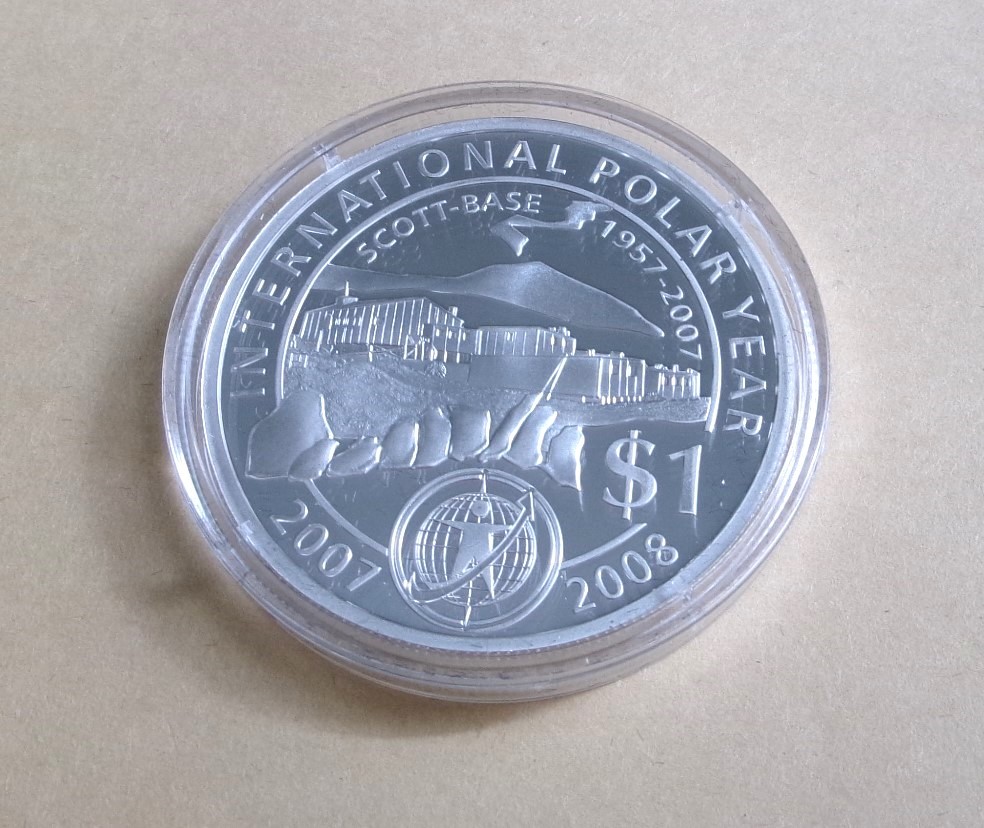 INTERNATIONAL POLAR YEAR
SCOTT-BASE 1957-2007
$1
2007 2008